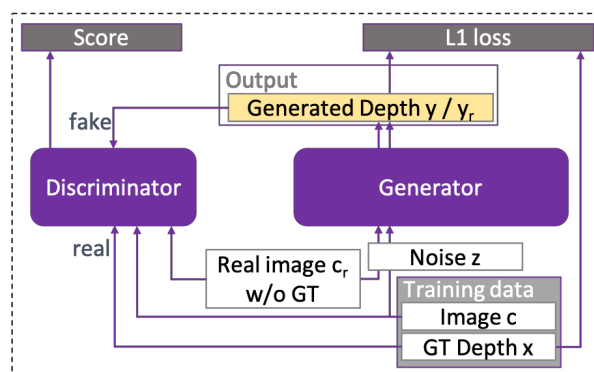 Score
L1 loss
Output
Generated Depth y / yr
fake
Discriminator
Generator
real
Real image cr
w/o GT
Noise z
Training data
Image c
GT Depth x